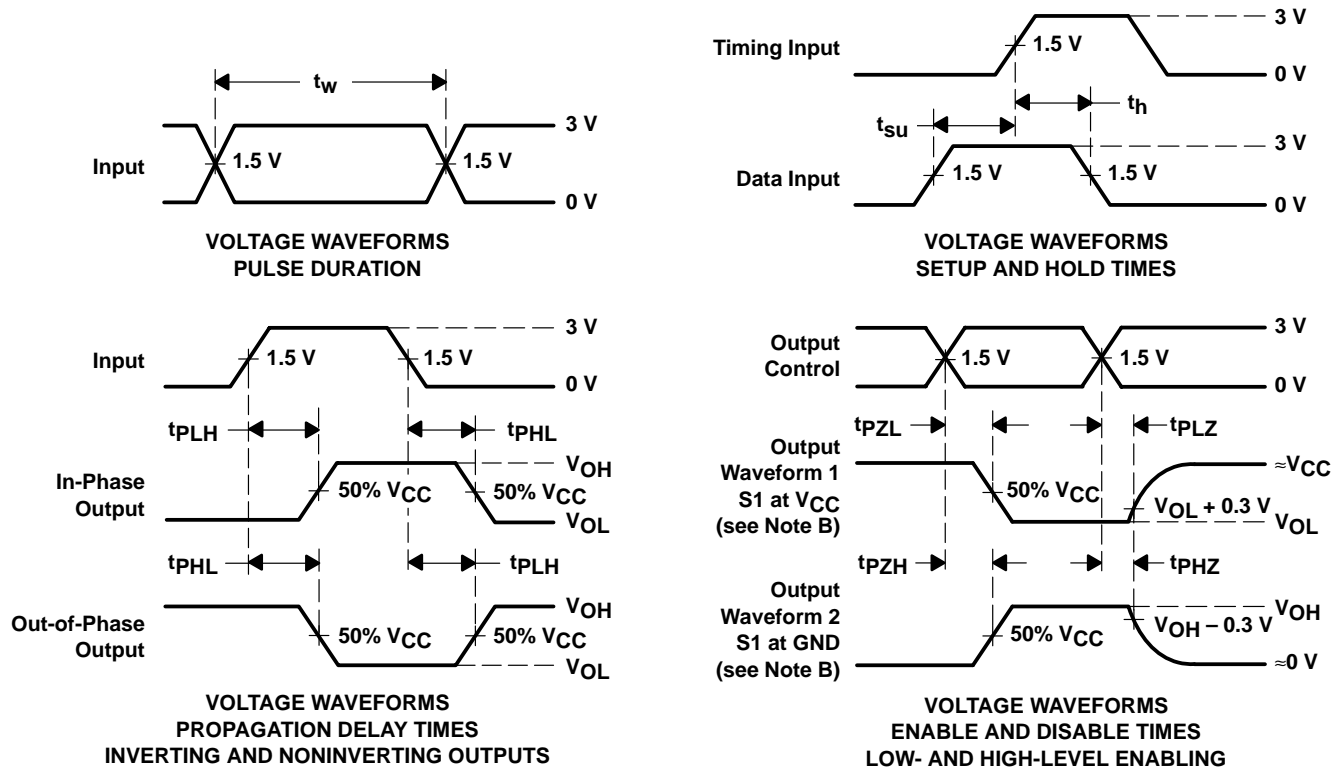 tw
Input
3 V
1.5 V
1.5 V
0 V
VOLTAGE WAVEFORMS
PULSE DURATION
Timing Input
3 V
1.5 V
0 V
th
tsu
Data Input
3 V
1.5 V
1.5 V
0 V
VOLTAGE WAVEFORMS
SETUP AND HOLD TIMES
Input
3 V
1.5 V
1.5 V
0 V
tPLH
tPHL
In-Phase
Output
VOH
50% VCC
50% VCC
VOL
tPHL
tPLH
Out-of-Phase
Output
VOH
50% VCC
50% VCC
VOL
VOLTAGE WAVEFORMS
PROPAGATION DELAY TIMES
INVERTING AND NONINVERTING OUTPUTS
Output
Control
3 V
1.5 V
1.5 V
0 V
tPZL
tPLZ
Output
Waveform 1
S1 at VCC
(see Note B)
≈VCC
50% VCC
VOL + 0.3 V
VOL
tPZH
tPHZ
Output
Waveform 2
S1 at GND
(see Note B)
VOH
50% VCC
VOH – 0.3 V
≈0 V
VOLTAGE WAVEFORMS
ENABLE AND DISABLE TIMES
LOW- AND HIGH-LEVEL ENABLING